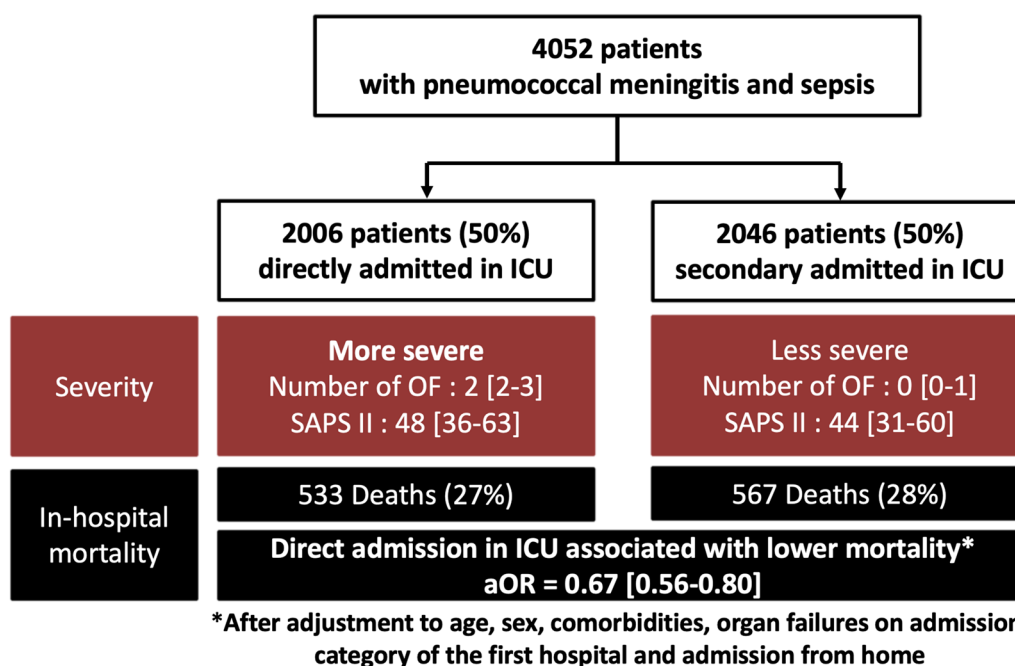 4052 patients
with pneumococcal meningitis and sepsis
2006 patients (50%)
directly admitted in ICU
2046 patients (50%)
secondary admitted in ICU
Severity
More severe
Number of OF : 2 [2-3]
SAPS II : 48 [36-63]
Less severe
Number of OF : 0 [0-1]
SAPS II : 44 [31-60]
In-hospital
mortality
533 Deaths (27%)
567 Deaths (28%)
Direct admission in ICU associated with lower mortality*
aOR = 0.67 [0.56-0.80]
*After adjustment to age, sex, comorbidities, organ failures on admission
category of the first hospital and admission from home